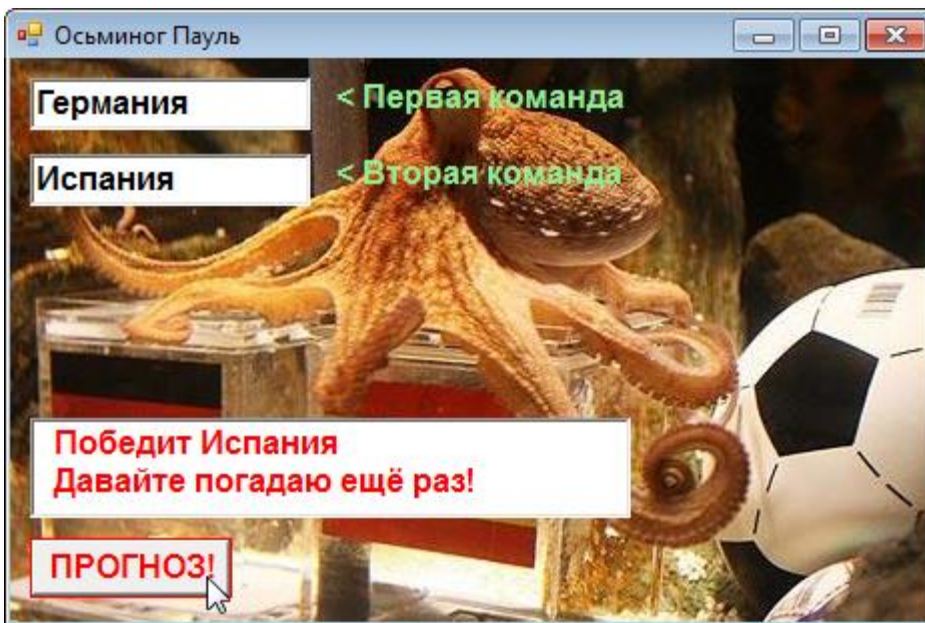 Осьминог Пауль
Германия
< Первая команда
Испания
< Вторая команда
Победит Испания
Давайте погадаю ещё раз!
ПРОГНОЗ!